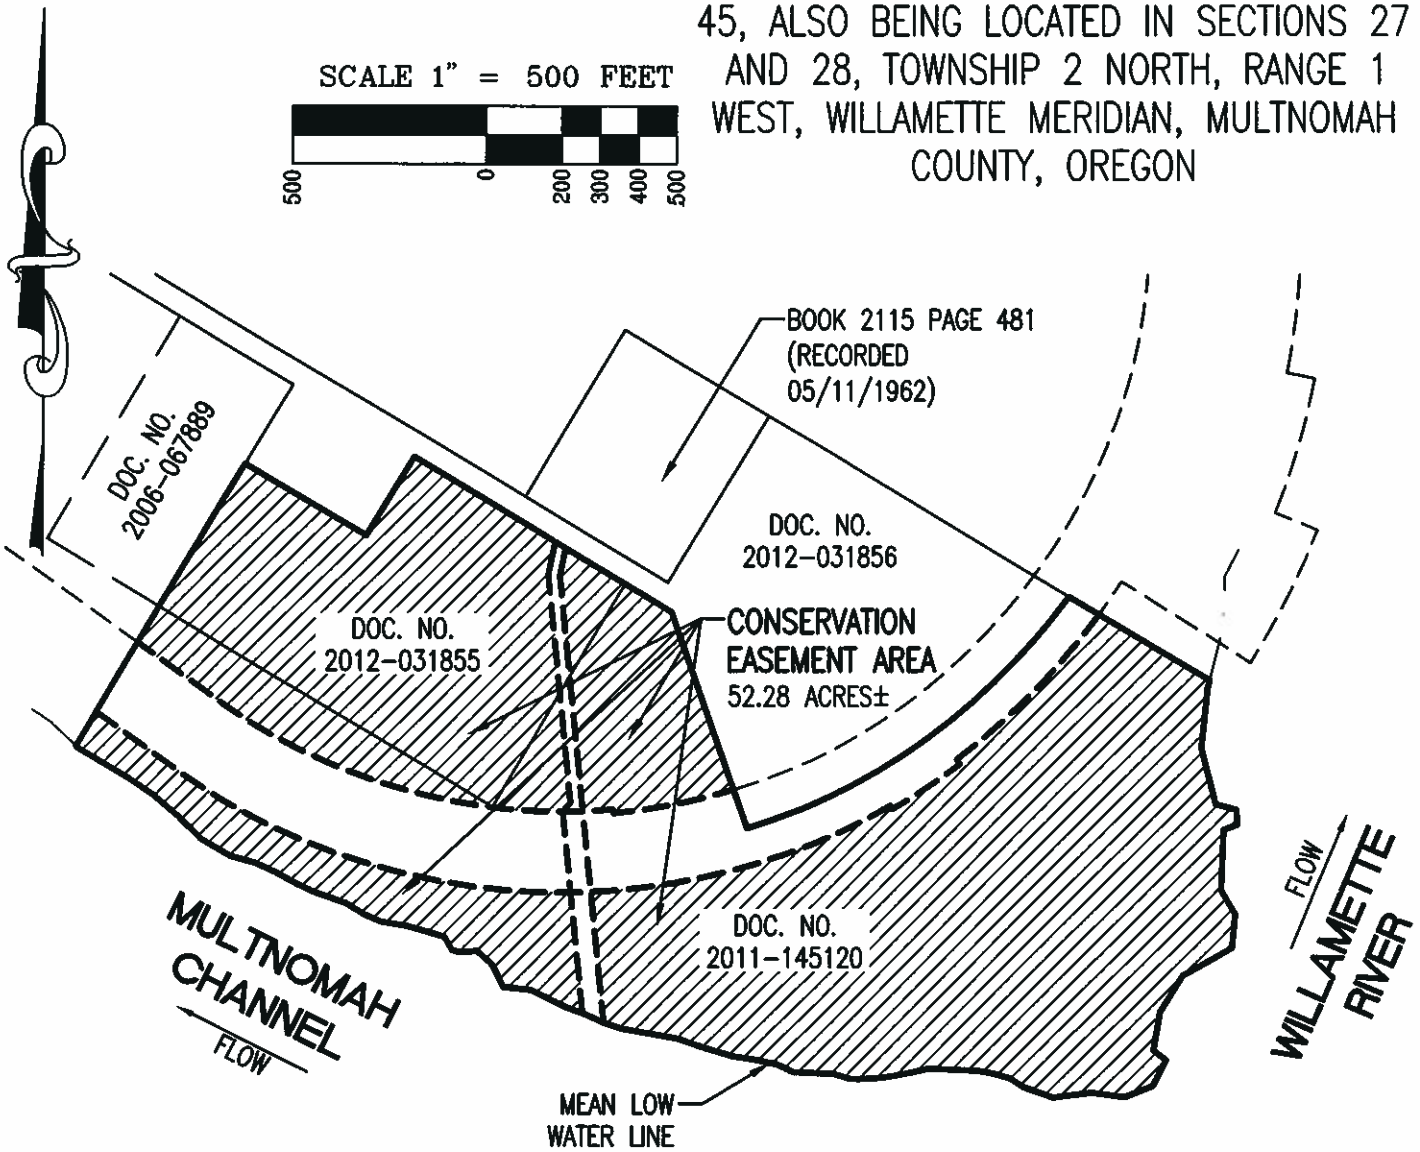 45, ALSO BEING LOCATED IN SECTIONS 27
AND 28, TOWNSHIP 2 NORTH, RANGE 1
WEST, WILLAMETTE MERIDIAN, MULTNOMAH
COUNTY, OREGON
SCALE 1" = 500 FEET
500
0
200
300
400
500
BOOK 2115 PAGE 481
(RECORDED
05/11/1962)
DOC. NO.
2006-067889
DOC. NO.
2012-031856
DOC. NO.
2012-031855
CONSERVATION
EASEMENT AREA
52.28 ACRES±
DOC. NO.
2011-145120
MULTNOMAH
CHANNEL
FLOW
FLOW
WILLAMETTE
RIVER
MEAN LOW
WATER LINE